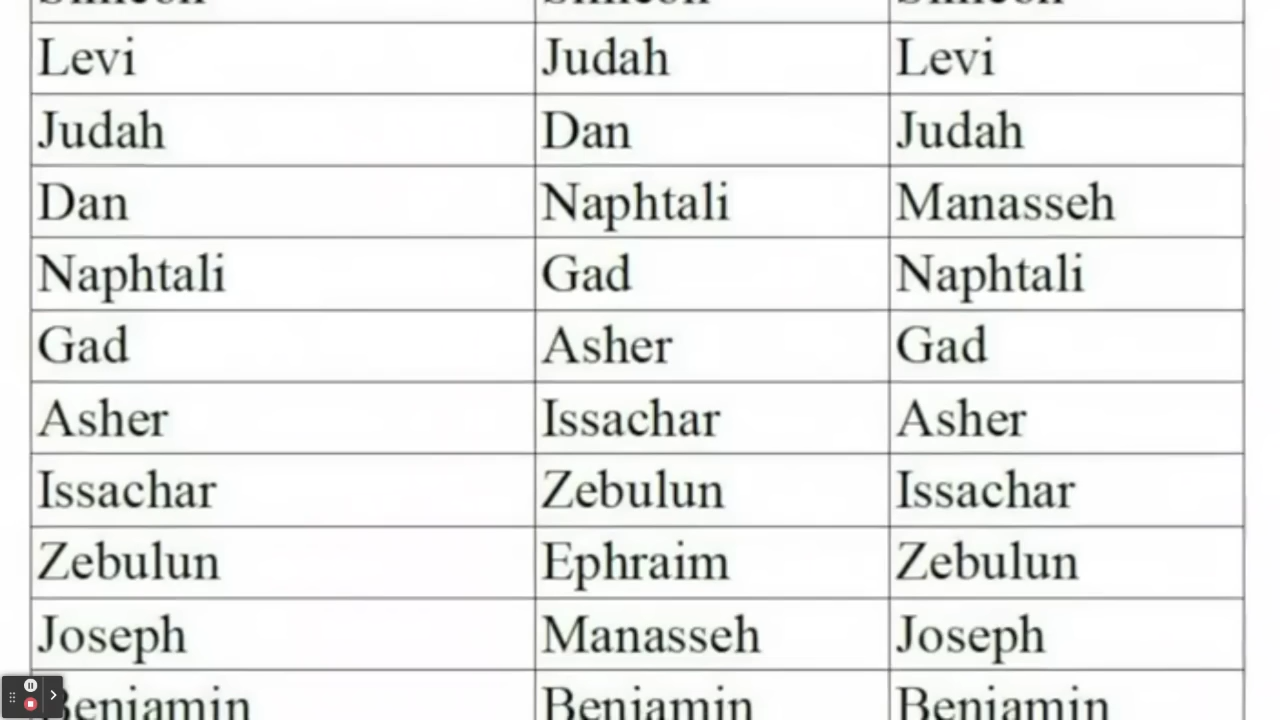 Simeon Simeon Simeon
Levi Judah Levi
Judah Dan Judah
Dan Naphtali Manasseh
Naphtali Gad Naphtali
Gad Asher Gad
Asher Issachar Asher
Issachar Zebulun Issachar
Zebulun Ephraim Zebulun
Joseph Manasseh Joseph
Benjamin Benjamin Benjamin